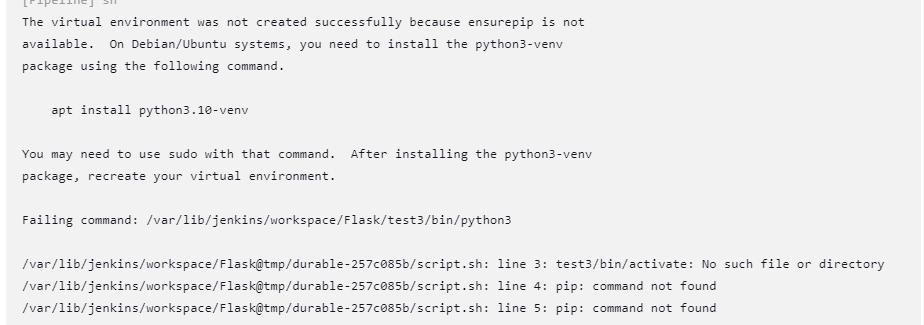 [Pipeline] sh
The virtual environment was not created successfully because ensurepip is not
available.  On Debian/Ubuntu systems, you need to install the python3-venv
package using the following command.

    apt install python3.10-venv

You may need to use sudo with that command.  After installing the python3-venv
package, recreate your virtual environment.

Failing command: /var/lib/jenkins/workspace/Flask/test3/bin/python3

/var/lib/jenkins/workspace/Flask@tmp/durable-257c085b/script.sh: line 3: test3/bin/activate: No such file or directory
/var/lib/jenkins/workspace/Flask@tmp/durable-257c085b/script.sh: line 4: pip: command not found
/var/lib/jenkins/workspace/Flask@tmp/durable-257c085b/script.sh: line 5: pip: command not found